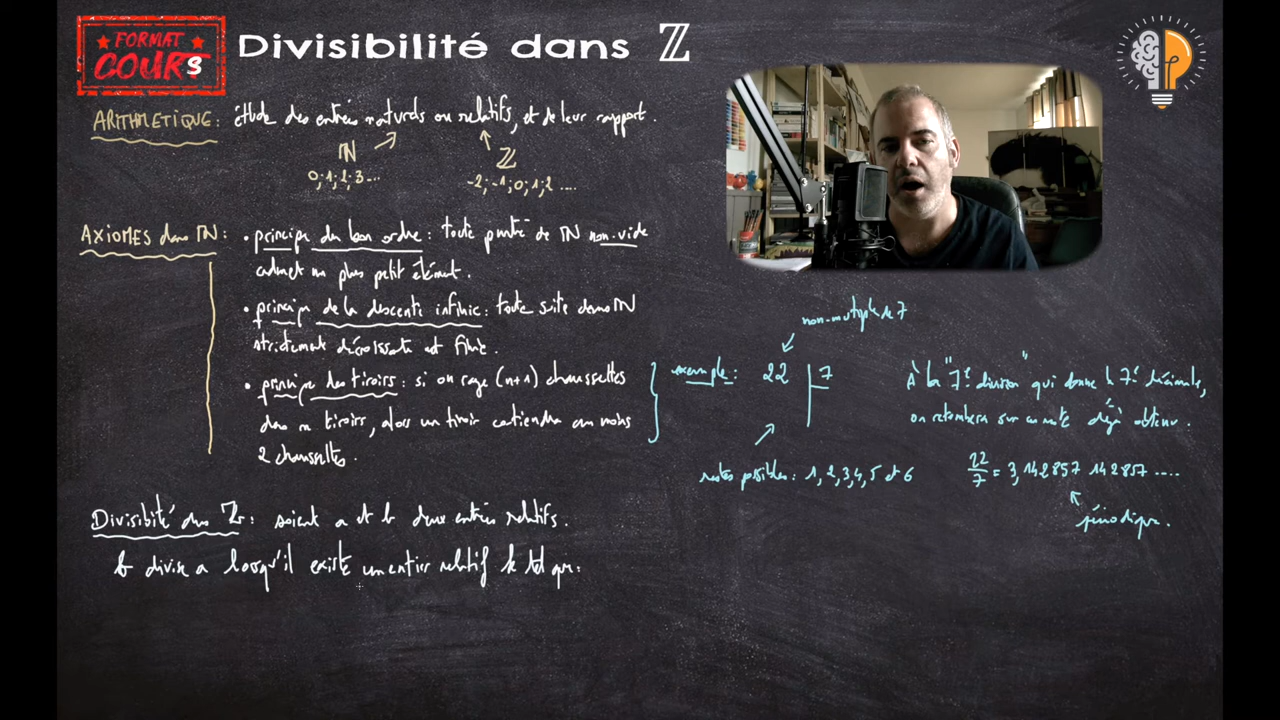 FORMAT
COURS
Divisibilité dans ℤ
ARITHMETIQUE: étude des entiers naturels ou relatifs, et de leur rapport.
ℕ
ℤ
0; 1; 2; 3...
-2; -1; 0; 1; 2 ....
AXIOMES dans ℕ:
• principe du bon ordre: toute partie de ℕ non-vide
admet un plus petit élément.
• principe de la descente infinie: toute suite dans ℕ
strictement décroissante est finie.
• principe des tiroirs: si on range (n+1) chaussettes
dans n tiroirs, alors un tiroir contiendra au moins
2 chaussettes.
non-multiple de 7
exemple: 22 | 7
restes possibles: 1, 2, 3, 4, 5 et 6
À la "7e division" qui donne la 7e décimale,
on retombera sur un reste déjà obtenu.
22/7 = 3,142857 142857 ....
périodique.
Divisibité dans ℤ: soient a et b deux entiers relatifs.
b divise a lorsqu'il existe un entier relatif k tel que: